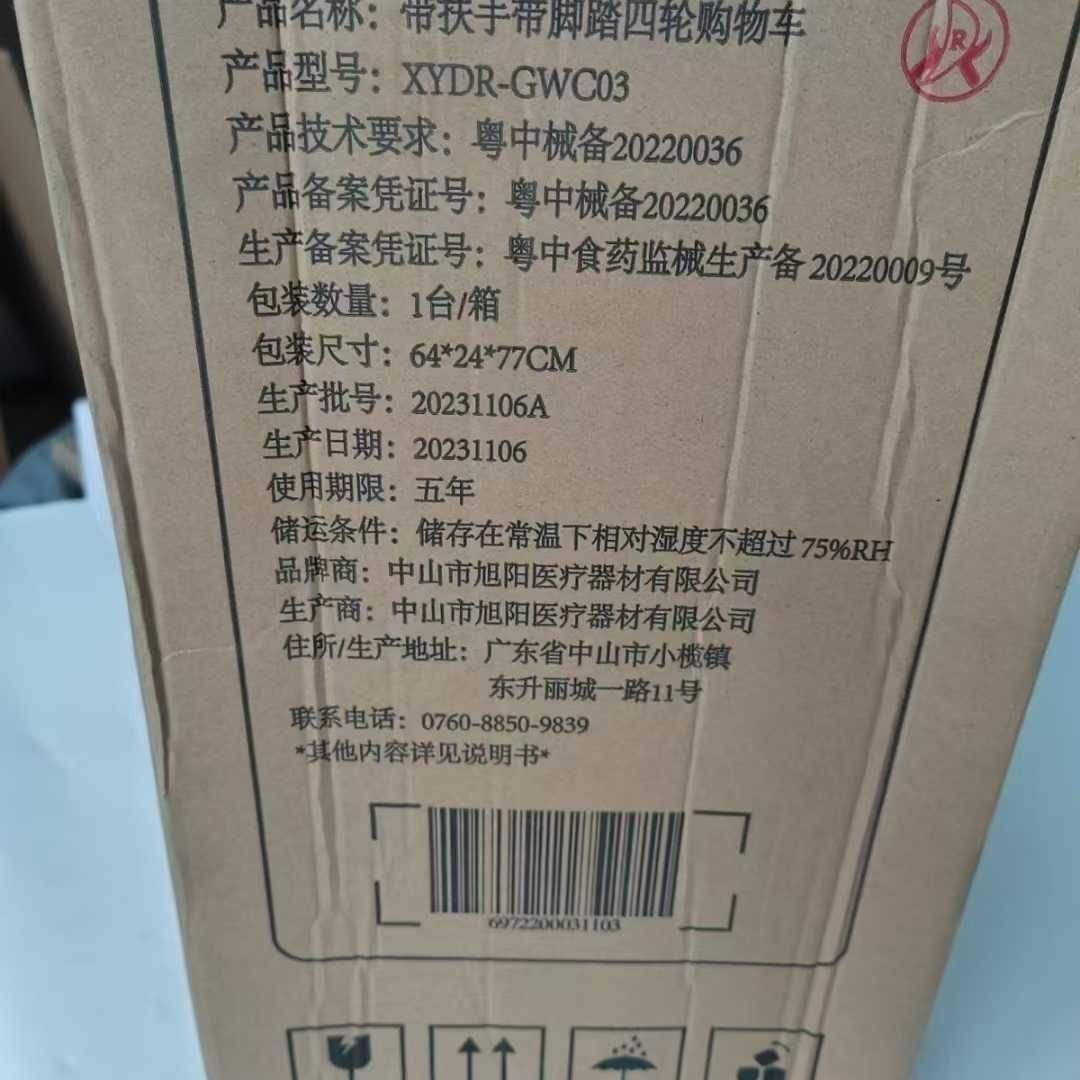 产品名称：带扶手带脚踏四轮购物车
R
产品型号：XYDR-GWC03
产品技术要求：粤中械备20220036
产品备案凭证号：粤中械备20220036
生产备案凭证号：粤中食药监械生产备20220009号
包装数量：1台/箱
包装尺寸：64*24*77CM
生产批号：20231106A
生产日期：20231106
使用期限：五年
储运条件：储存在常温下相对湿度不超过75%RH
品牌商：中山市旭阳医疗器材有限公司
生产商：中山市旭阳医疗器材有限公司
住所/生产地址：广东省中山市小榄镇
东升丽城一路11号
联系电话：0760-8850-9839
*其他内容详见说明书*
6972200031103